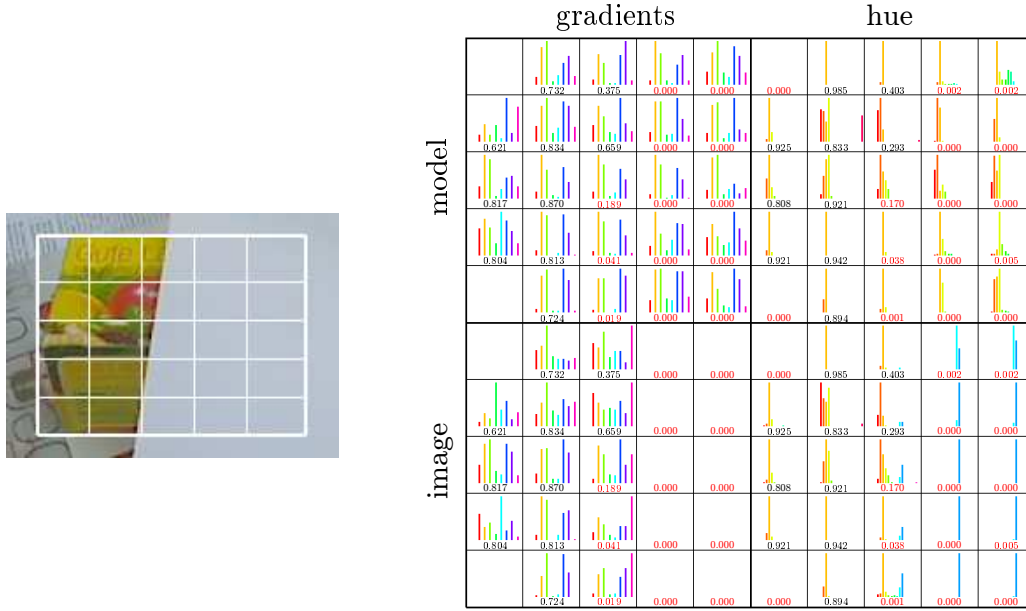 gradients hue
0.732 0.375 0.000 0.000 0.000 0.985 0.403 0.002 0.002
0.621 0.834 0.659 0.000 0.000 0.925 0.833 0.293 0.000 0.000
model
0.817 0.870 0.189 0.000 0.000 0.808 0.921 0.170 0.000 0.000
Gute
0.804 0.813 0.041 0.000 0.000 0.921 0.942 0.038 0.000 0.005
0.724 0.019 0.000 0.000 0.000 0.894 0.001 0.000 0.000
0.732 0.375 0.000 0.000 0.000 0.985 0.403 0.002 0.002
0.621 0.834 0.659 0.000 0.000 0.925 0.833 0.293 0.000 0.000
image
0.817 0.870 0.189 0.000 0.000 0.808 0.921 0.170 0.000 0.000
0.804 0.813 0.041 0.000 0.000 0.921 0.942 0.038 0.000 0.005
0.724 0.019 0.000 0.000 0.000 0.894 0.001 0.000 0.000